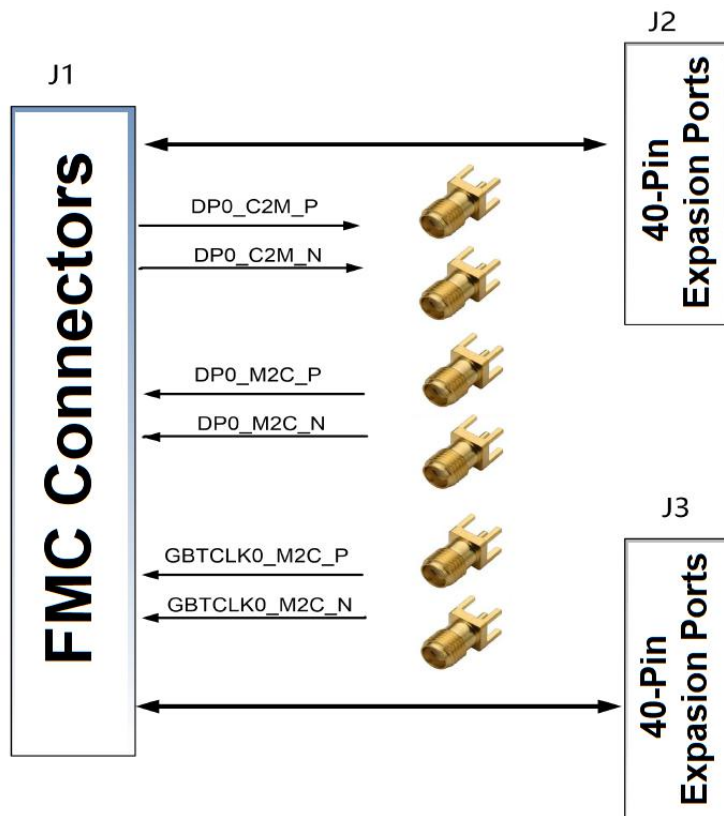 J1
FMC Connectors
J2
40-Pin
Expasion Ports
DP0_C2M_P
DP0_C2M_N
DP0_M2C_P
DP0_M2C_N
GBTCLK0_M2C_P
GBTCLK0_M2C_N
J3
40-Pin
Expasion Ports